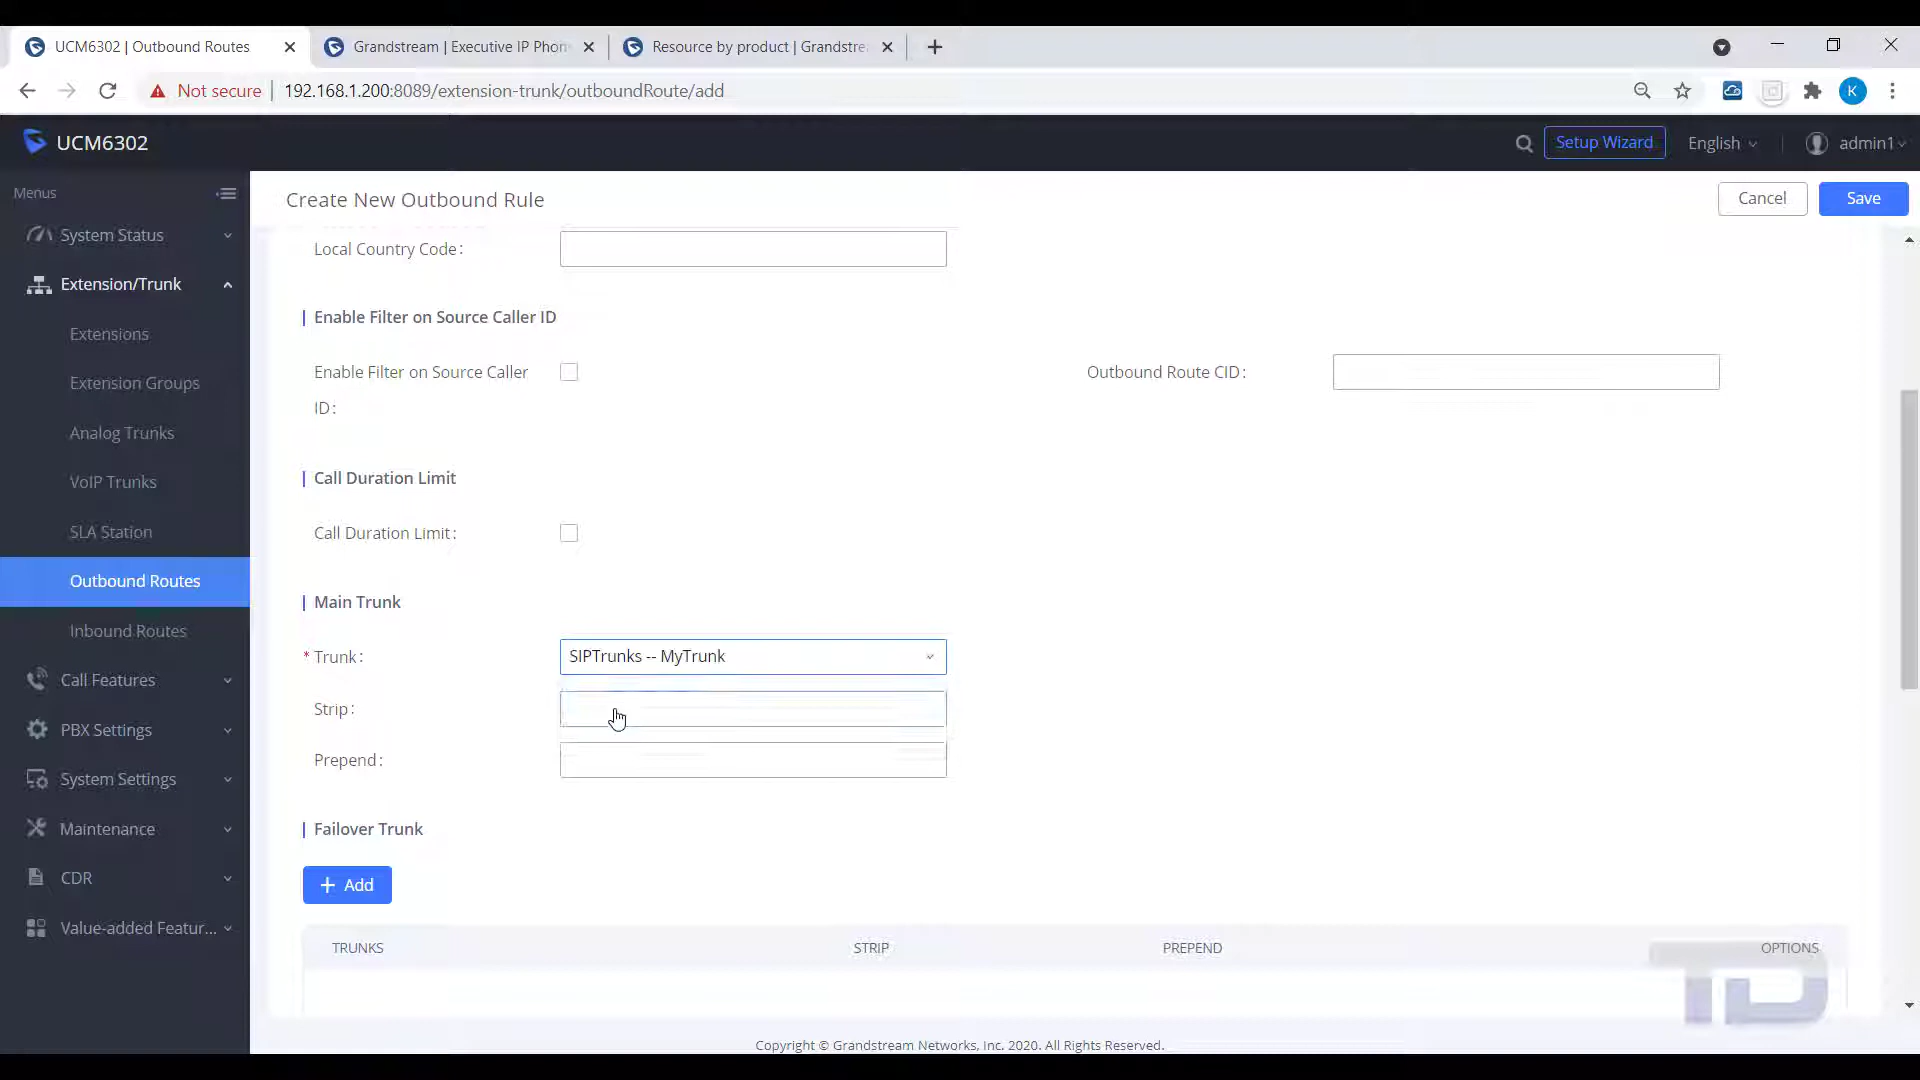 UCM6302 | Outbound Routes
Grandstream | Executive IP Phon
Resource by product | Grandstre
Not secure
192.168.1.200:8089/extension-trunk/outboundRoute/add
K
UCM6302
Setup Wizard
English
admin1
Menus
System Status
Extension/Trunk
Extensions
Extension Groups
Analog Trunks
VoIP Trunks
SLA Station
Outbound Routes
Inbound Routes
Call Features
PBX Settings
System Settings
Maintenance
CDR
Value-added Featur...
Create New Outbound Rule
Cancel
Save
Local Country Code:
Enable Filter on Source Caller ID
Enable Filter on Source Caller
ID:
Outbound Route CID:
Call Duration Limit
Call Duration Limit:
Main Trunk
* Trunk:
SIPTrunks -- MyTrunk
Strip:
Prepend:
Failover Trunk
+ Add
TRUNKS
STRIP
PREPEND
OPTIONS
TD
Copyright © Grandstream Networks, Inc. 2020. All Rights Reserved.